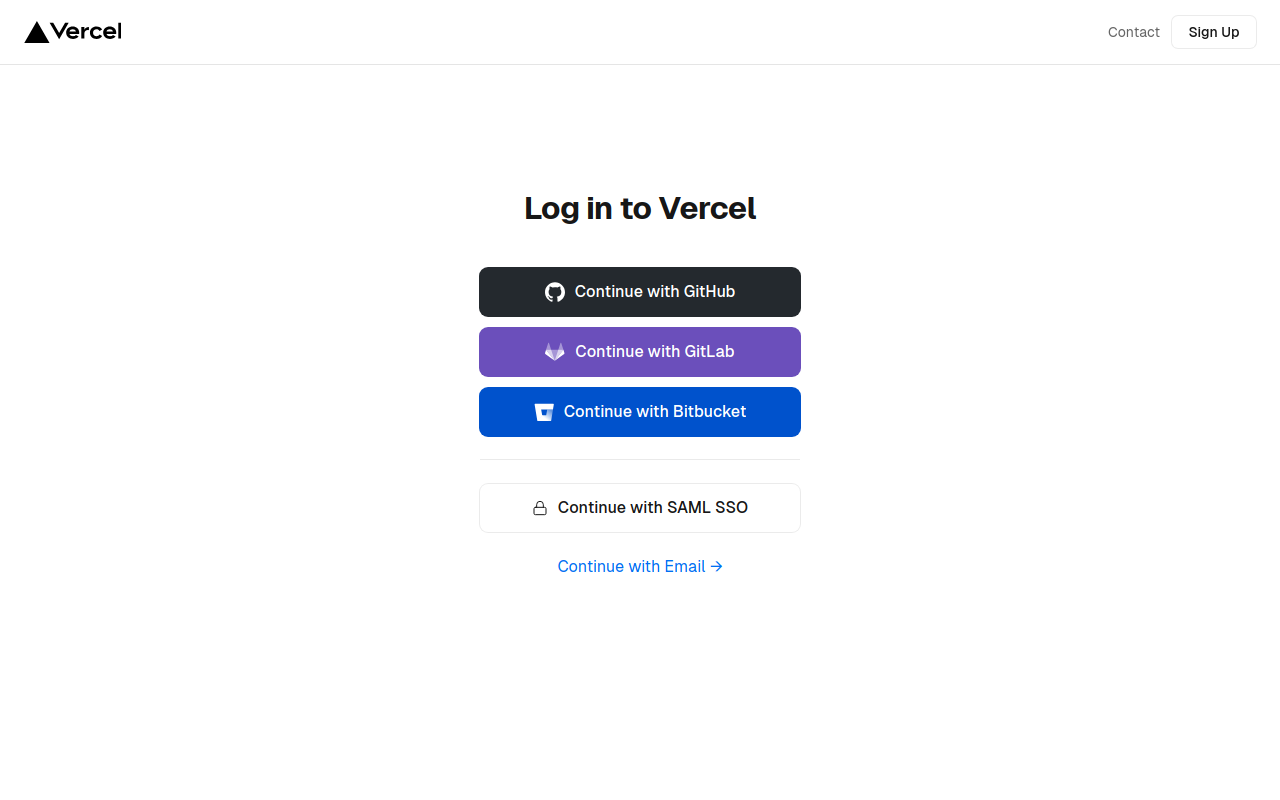 Vercel
Contact
Sign Up
Log in to Vercel
Continue with GitHub
Continue with GitLab
Continue with Bitbucket
Continue with SAML SSO
Continue with Email →